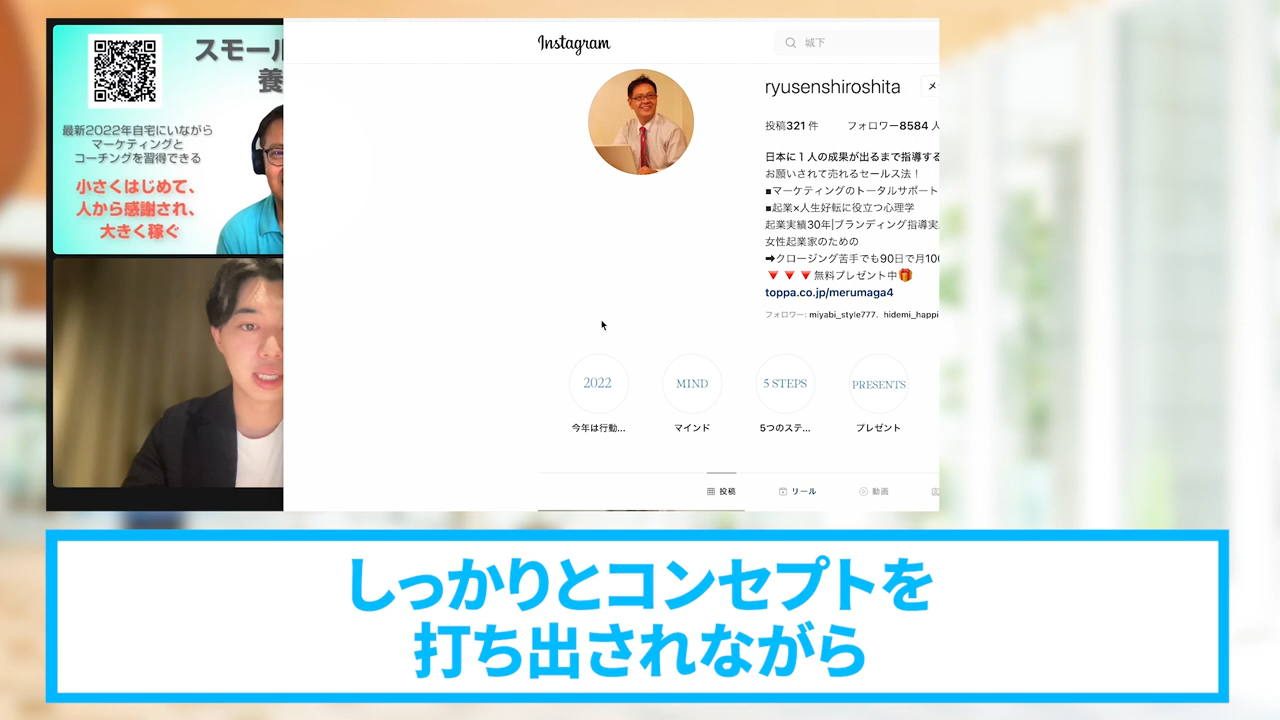 スモール
養
最新2022年自宅にいながら
マーケティングと
コーチングを習得できる
小さくはじめて、
人から感謝され、
大きく稼ぐ
Instagram
城下
ryusenshiroshita
投稿321 件
フォロワー8584 人
日本に1人の成果が出るまで指導する
お願いされて売れるセールス法！
■マーケティングのトータルサポート
■起業×人生好転に役立つ心理学
起業実績30年|ブランディング指導実
女性起業家のための
➡クロージング苦手でも90日で月10
🔻🔻🔻無料プレゼント中🎁
toppa.co.jp/merumaga4
フォロワー: miyabi_style777、hidemi_happi
2022
MIND
5 STEPS
PRESENTS
今年は行動...
マインド
5つのステ...
プレゼント
投稿
リール
動画
しっかりとコンセプトを
打ち出されながら